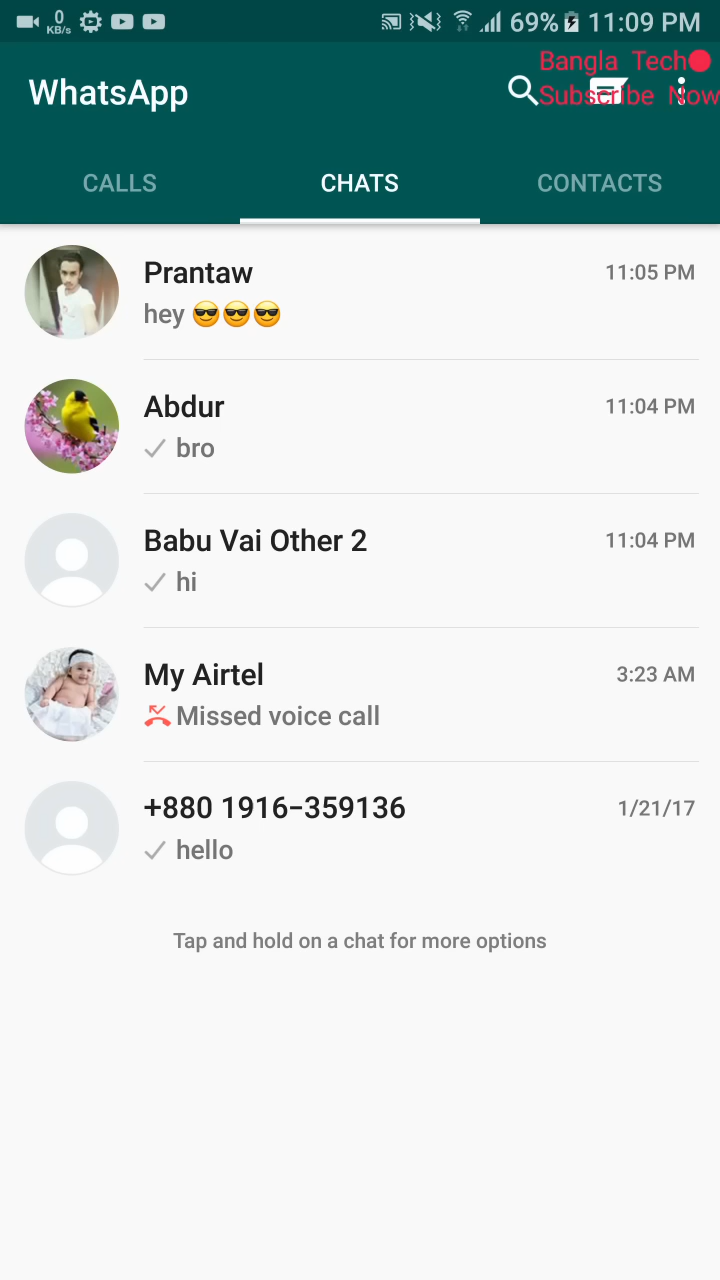 0 KB/s 69% 11:09 PM
Bangla Tech
WhatsApp
Subscribe Now
CALLS CHATS CONTACTS
Prantaw 11:05 PM
hey 😎😎😎
Abdur 11:04 PM
✓ bro
Babu Vai Other 2 11:04 PM
✓ hi
My Airtel 3:23 AM
Missed voice call
+880 1916-359136 1/21/17
✓ hello
Tap and hold on a chat for more options